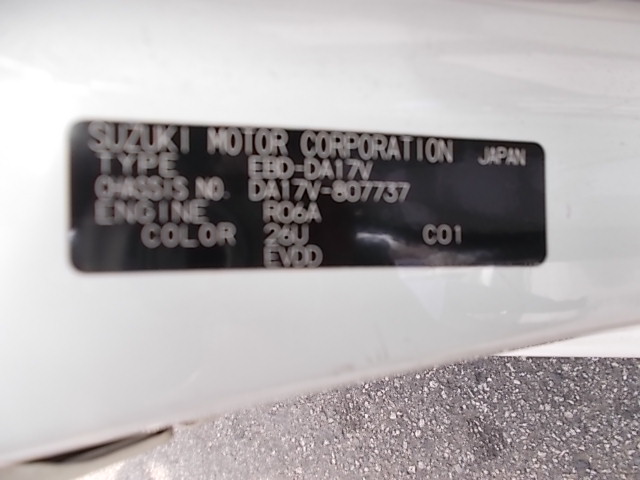 SUZUKI MOTOR CORPORATION JAPAN
TYPE EBD-DA17V
CHASSIS NO. DA17V-807737
ENGINE R06A
COLOR 26U C01
EVDD